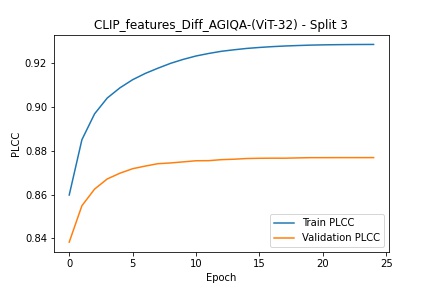 CLIP_features_Diff_AGIQA-(ViT-32) - Split 3
PLCC
0.92
0.90
0.88
0.86
0.84
Train PLCC
Validation PLCC
0 5 10 15 20 25
Epoch